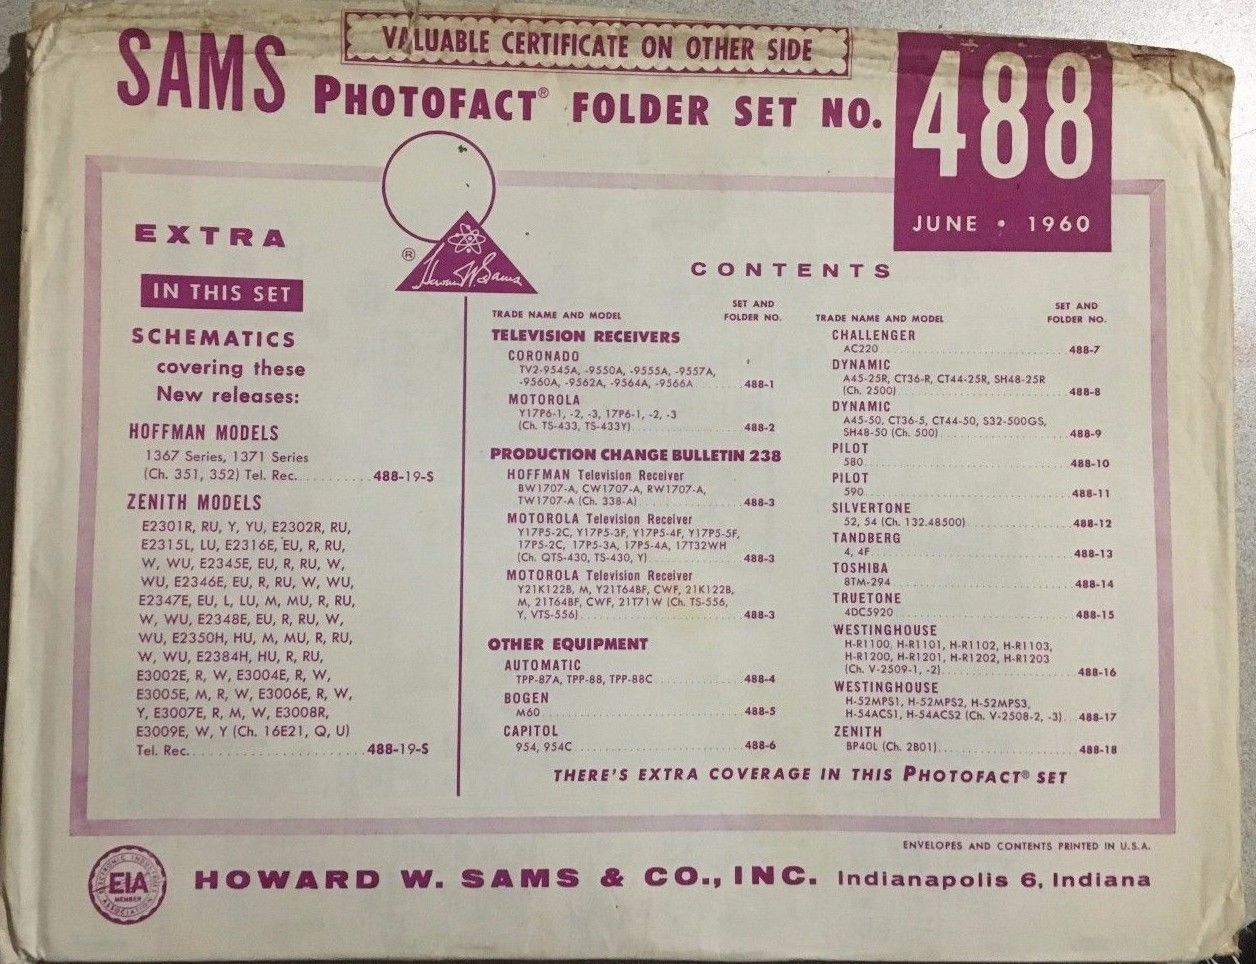 VALUABLE CERTIFICATE ON OTHER SIDE
SAMS PHOTOFACT® FOLDER SET NO. 488
JUNE • 1960
EXTRA
IN THIS SET
SCHEMATICS
covering these
New releases:
HOFFMAN MODELS
1367 Series, 1371 Series
(Ch. 351, 352) Tel. Rec. 488-19-S
ZENITH MODELS
E2301R, RU, Y, YU, E2302R, RU,
E2315L, LU, E2316E, EU, R, RU,
W, WU, E2345E, EU, R, RU, W,
WU, E2346E, EU, R, RU, W, WU,
E2347E, EU, L, LU, M, MU, R, RU,
W, WU, E2348E, EU, R, RU, W,
WU, E2350H, HU, M, MU, R, RU,
W, WU, E2384H, HU, R, RU,
E3002E, R, W, E3004E, R, W,
E3005E, M, R, W, E3006E, R, W,
Y, E3007E, R, M, W, E3008R,
E3009E, W, Y (Ch. 16E21, Q, U)
Tel. Rec. 488-19-S
®
Howard W. Sams
CONTENTS
TRADE NAME AND MODEL SET AND FOLDER NO.
TELEVISION RECEIVERS
CORONADO
TV2-9545A, -9550A, -9555A, -9557A,
-9560A, -9562A, -9564A, -9566A 488-1
MOTOROLA
Y17P6-1, -2, -3, 17P6-1, -2, -3
(Ch. TS-433, TS-433Y) 488-2
PRODUCTION CHANGE BULLETIN 238
HOFFMAN Television Receiver
BW1707-A, CW1707-A, RW1707-A,
TW1707-A (Ch. 338-A) 488-3
MOTOROLA Television Receiver
Y17P5-2C, Y17P5-3F, Y17P5-4F, Y17P5-5F,
17P5-2C, 17P5-3A, 17P5-4A, 17T32WH
(Ch. QTS-430, TS-430, Y) 488-3
MOTOROLA Television Receiver
Y21K122B, M, Y21T64BF, CWF, 21K122B,
M, 21T64BF, CWF, 21T71W (Ch. TS-556,
Y, VTS-556) 488-3
OTHER EQUIPMENT
AUTOMATIC
TPP-87A, TPP-88, TPP-88C 488-4
BOGEN
M60 488-5
CAPITOL
954, 954C 488-6
TRADE NAME AND MODEL SET AND FOLDER NO.
CHALLENGER
AC220 488-7
DYNAMIC
A45-25R, CT36-R, CT44-25R, SH48-25R
(Ch. 2500) 488-8
DYNAMIC
A45-50, CT36-5, CT44-50, S32-500GS,
SH48-50 (Ch. 500) 488-9
PILOT
580 488-10
PILOT
590 488-11
SILVERTONE
52, 54 (Ch. 132.48500) 488-12
TANDBERG
4, 4F 488-13
TOSHIBA
8TM-294 488-14
TRUETONE
4DC5920 488-15
WESTINGHOUSE
H-R1100, H-R1101, H-R1102, H-R1103,
H-R1200, H-R1201, H-R1202, H-R1203
(Ch. V-2509-1, -2) 488-16
WESTINGHOUSE
H-52MPS1, H-52MPS2, H-52MPS3,
H-54ACS1, H-54ACS2 (Ch. V-2508-2, -3) 488-17
ZENITH
BP40L (Ch. 2B01) 488-18
THERE'S EXTRA COVERAGE IN THIS PHOTOFACT® SET
ENVELOPES AND CONTENTS PRINTED IN U.S.A.
EIA
MEMBER
HOWARD W. SAMS & CO., INC. Indianapolis 6, Indiana